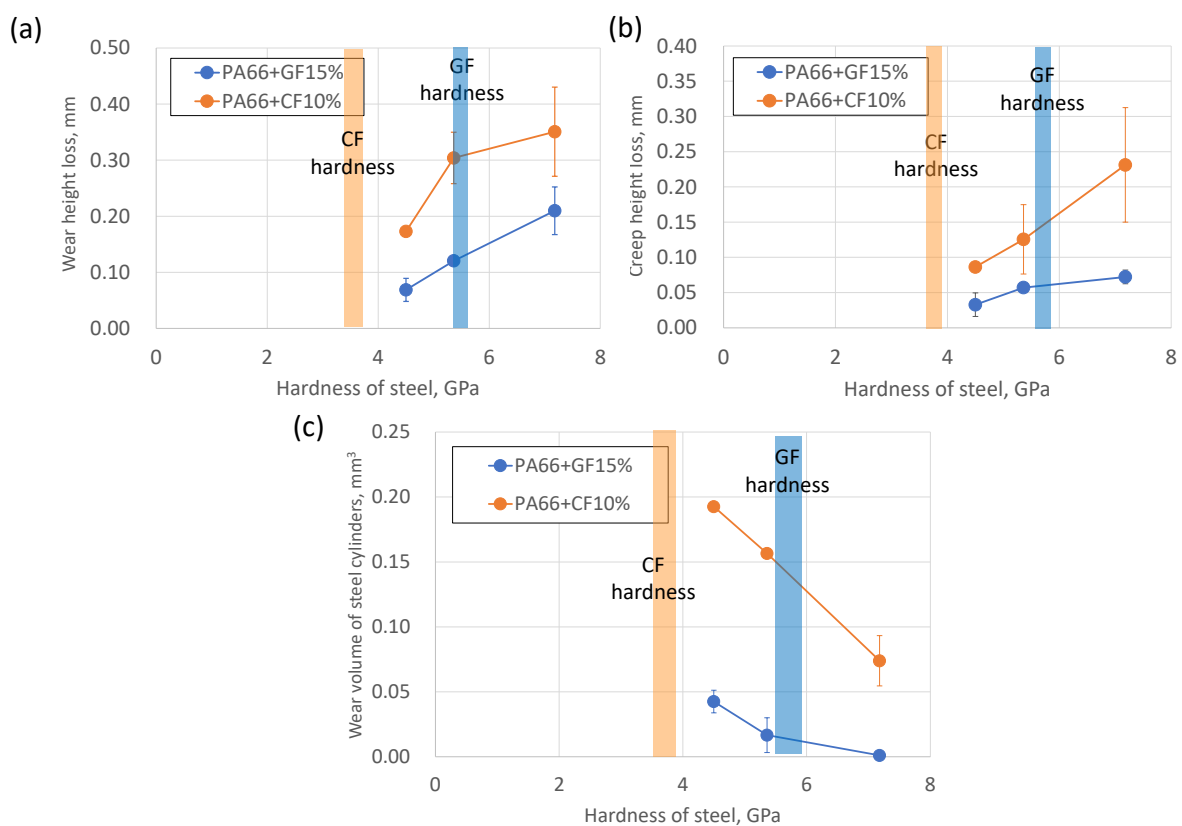 (a)
0.50
0.40
0.30
0.20
0.10
0.00
0
2
4
6
8
Wear height loss, mm
Hardness of steel, GPa
PA66+GF15%
PA66+CF10%
CF
hardness
GF
hardness
(b)
0.40
0.35
0.30
0.25
0.20
0.15
0.10
0.05
0.00
0
2
4
6
8
Creep height loss, mm
Hardness of steel, GPa
PA66+GF15%
PA66+CF10%
CF
hardness
GF
hardness
(c)
0.25
0.20
0.15
0.10
0.05
0.00
0
2
4
6
8
Wear volume of steel cylinders, mm³
Hardness of steel, GPa
PA66+GF15%
PA66+CF10%
CF
hardness
GF
hardness